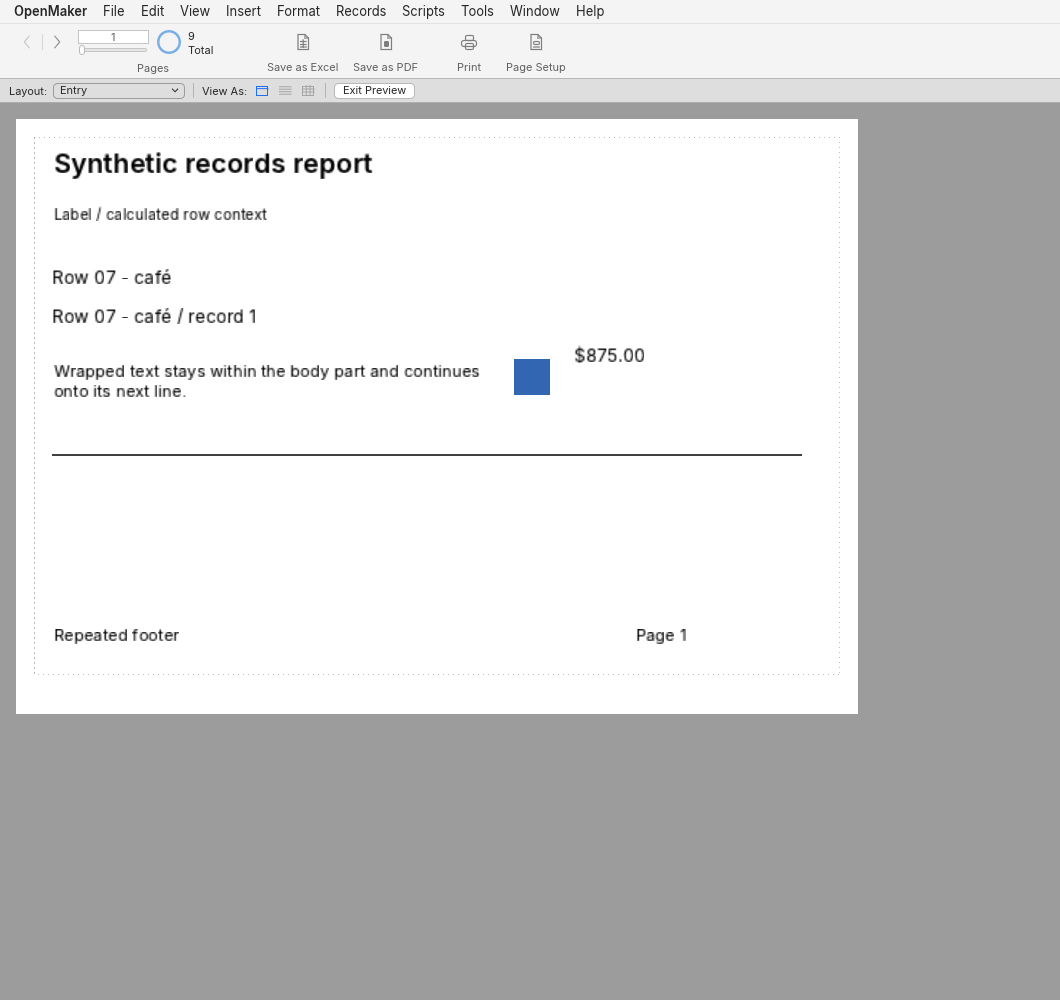 OpenMaker File Edit View Insert Format Records Scripts Tools Window Help
1
9
Total
Pages
Save as Excel
Save as PDF
Print
Page Setup
Layout: Entry View As: Exit Preview
Synthetic records report
Label / calculated row context
Row 07 - café
Row 07 - café / record 1
$875.00
Wrapped text stays within the body part and continues
onto its next line.
Repeated footer Page 1